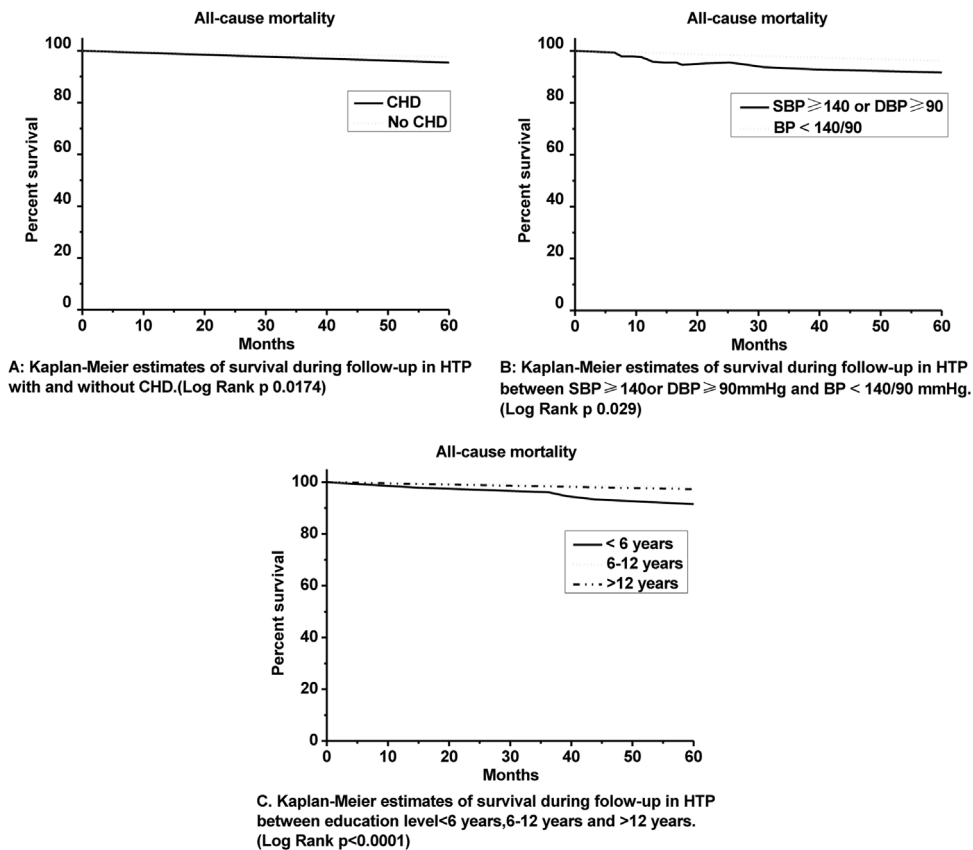 All-cause mortality
100
80
60
40
20
0
Percent survival
CHD
No CHD
0 10 20 30 40 50 60
Months
A: Kaplan-Meier estimates of survival during follow-up in HTP
with and without CHD.(Log Rank p 0.0174)
All-cause mortality
100
80
60
40
20
0
Percent survival
SBP≥140 or DBP≥90
BP < 140/90
0 10 20 30 40 50 60
Months
B: Kaplan-Meier estimates of survival during follow-up in HTP
between SBP≥140or DBP≥90mmHg and BP < 140/90 mmHg.
(Log Rank p 0.029)
All-cause mortality
100
80
60
40
20
0
Percent survival
< 6 years
6-12 years
>12 years
0 10 20 30 40 50 60
Months
C. Kaplan-Meier estimates of survival during folow-up in HTP
between education level<6 years,6-12 years and >12 years.
(Log Rank p<0.0001)